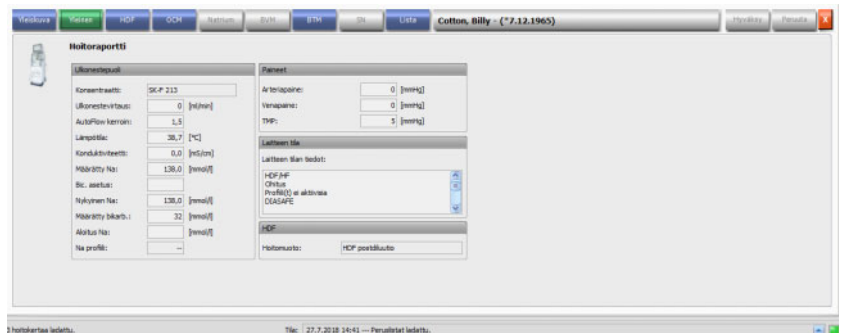 Yleiskuva Yleinen HDF OCM Natrium BVM BTM SN Lista Cotton, Billy - (*7.12.1965) Hyväksy Peruuta X
Hoitoraportti
Ulkonestepuoli
Konsentraatti: SK-F 213
Ulkonestevirtaus: 0 [ml/min]
AutoFlow kerroin: 1,5
Lämpötila: 38,7 [°C]
Konduktiviteetti: 0,0 [mS/cm]
Määrätty Na: 138,0 [mmol/l]
Bic. asetus:
Nykyinen Na: 138,0 [mmol/l]
Määrätty bikarb.: 32 [mmol/l]
Aloitus Na: [mmol/l]
Na profiili: --
Paineet
Arteriapaine: 0 [mmHg]
Venapaine: 0 [mmHg]
TMP: 5 [mmHg]
Laitteen tila
Laitteen tilan tiedot:
HDF/HF
Ohitus
Profiili(t) ei aktiivisia
DIASAFE
HDF
Hoitomuoto: HDF postdiluutio
hoitokertaa ladattu. Tila: 27.7.2018 14:41 --- Peruslistat ladattu.